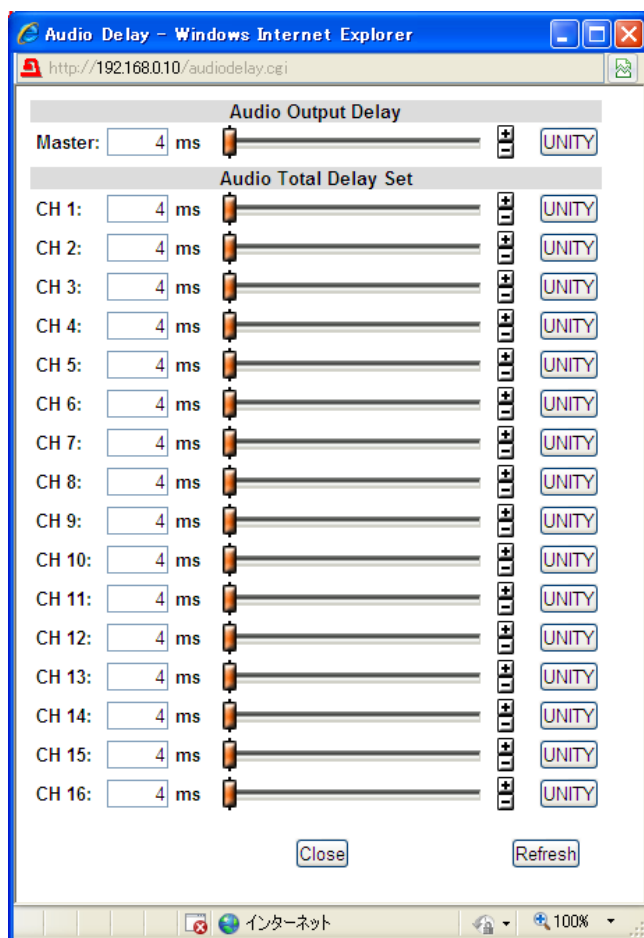 Audio Delay - Windows Internet Explorer
http://192.168.0.10/audiodelay.cgi
Audio Output Delay
Master: 4 ms UNITY
Audio Total Delay Set
CH 1: 4 ms UNITY
CH 2: 4 ms UNITY
CH 3: 4 ms UNITY
CH 4: 4 ms UNITY
CH 5: 4 ms UNITY
CH 6: 4 ms UNITY
CH 7: 4 ms UNITY
CH 8: 4 ms UNITY
CH 9: 4 ms UNITY
CH 10: 4 ms UNITY
CH 11: 4 ms UNITY
CH 12: 4 ms UNITY
CH 13: 4 ms UNITY
CH 14: 4 ms UNITY
CH 15: 4 ms UNITY
CH 16: 4 ms UNITY
Close Refresh
インターネット 100%